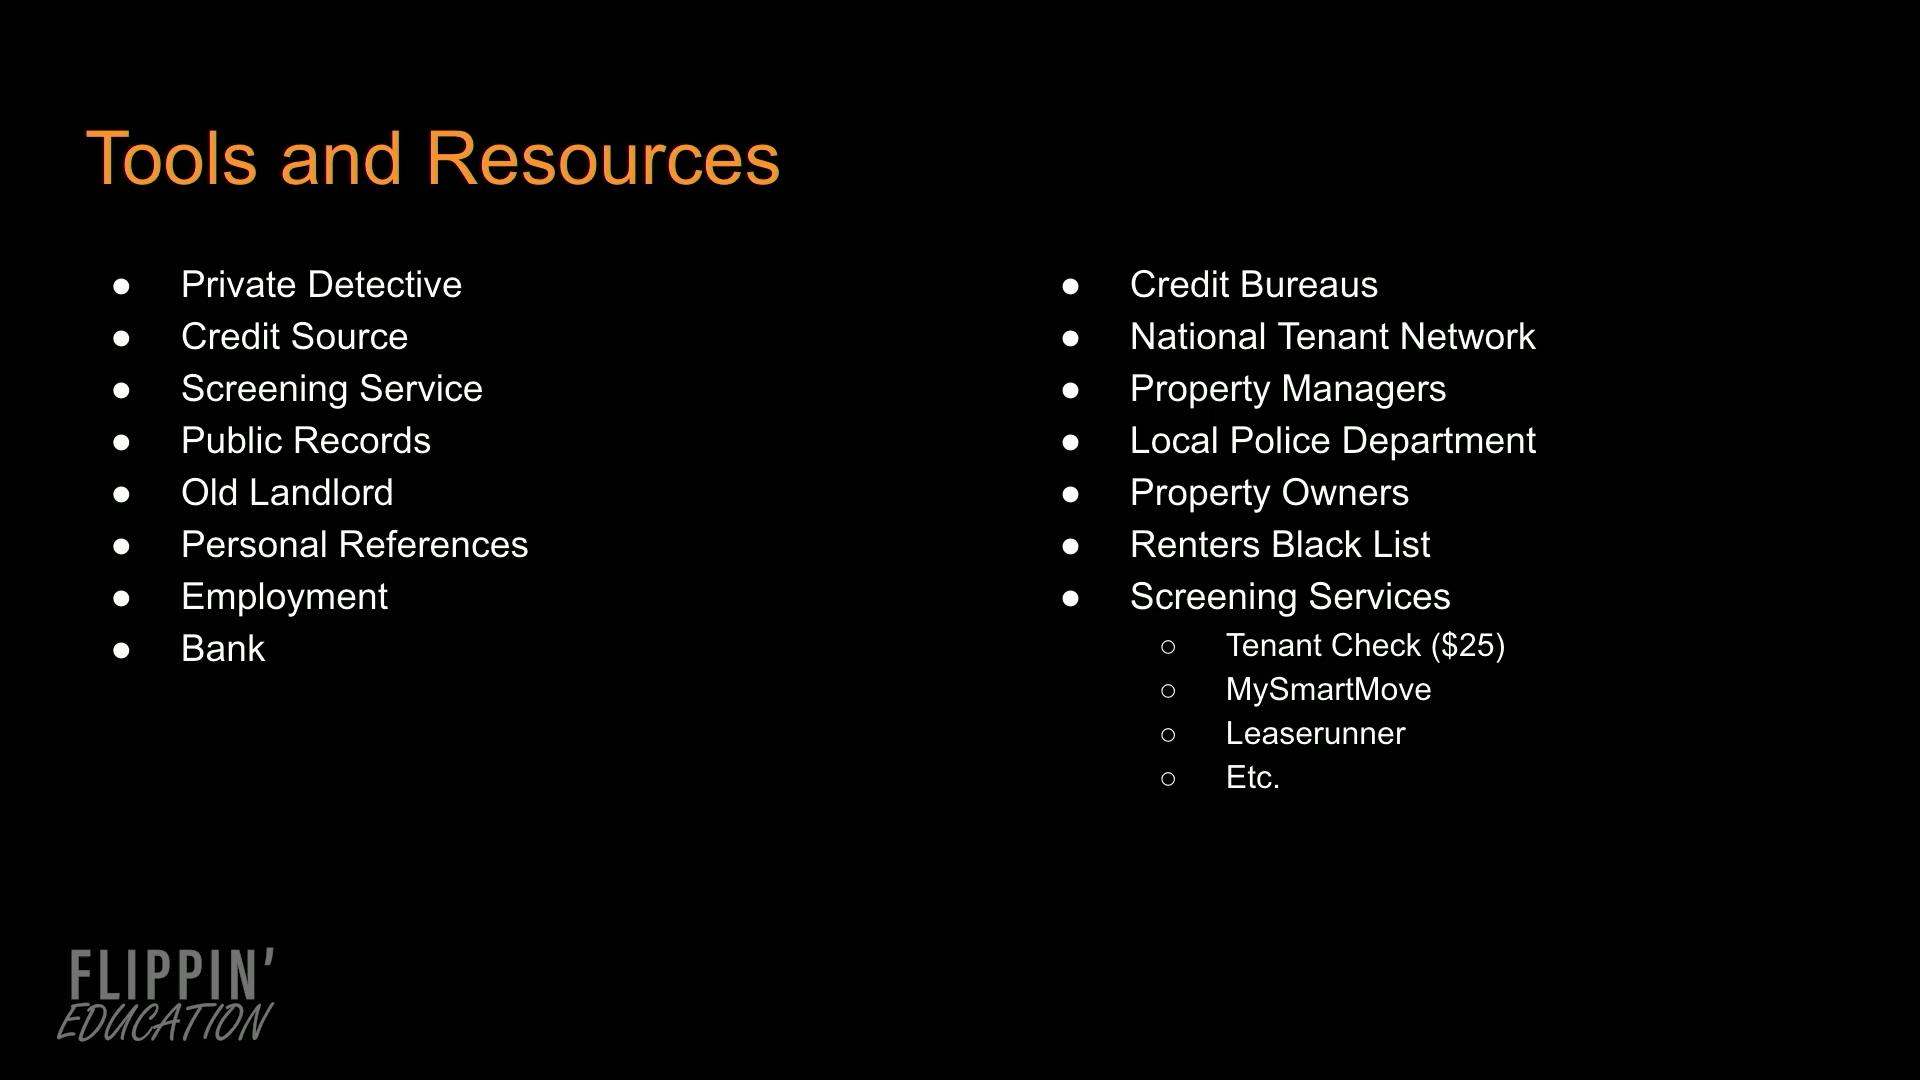 Tools and Resources
● Private Detective
● Credit Source
● Screening Service
● Public Records
● Old Landlord
● Personal References
● Employment
● Bank
● Credit Bureaus
● National Tenant Network
● Property Managers
● Local Police Department
● Property Owners
● Renters Black List
● Screening Services
○ Tenant Check ($25)
○ MySmartMove
○ Leaserunner
○ Etc.
FLIPPIN’
EDUCATION